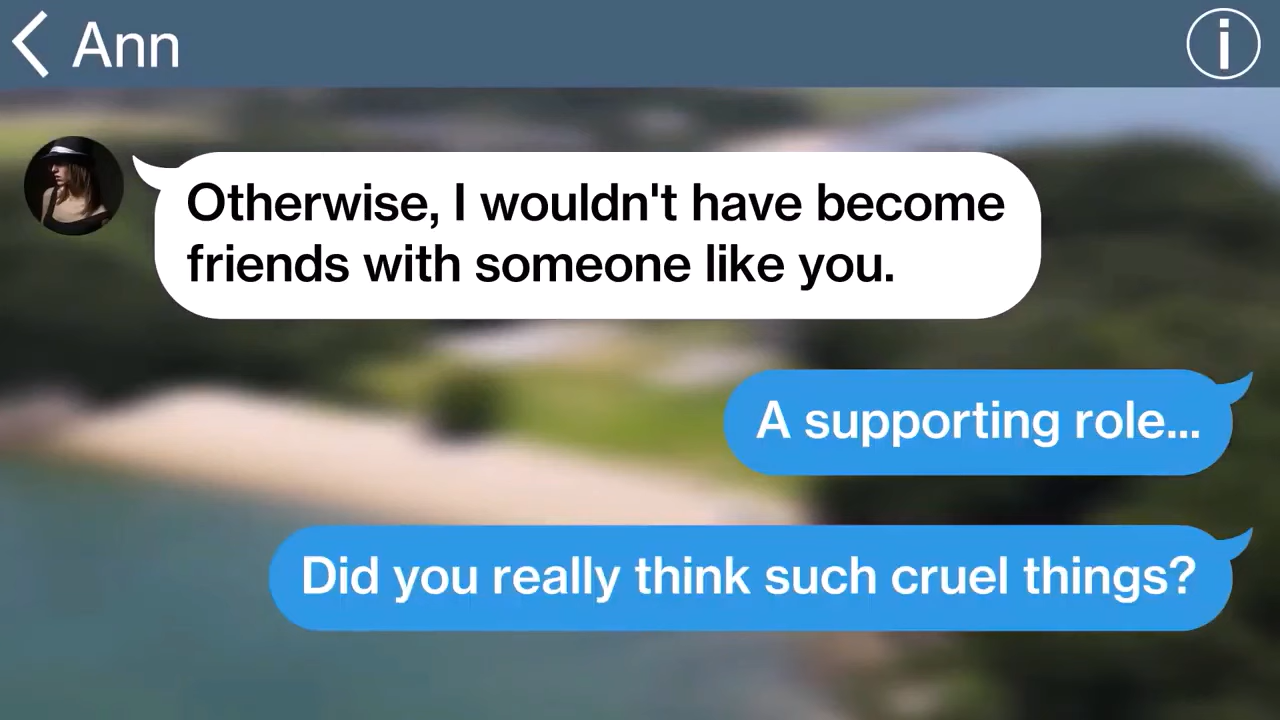 Ann
Otherwise, I wouldn't have become
friends with someone like you.
A supporting role...
Did you really think such cruel things?